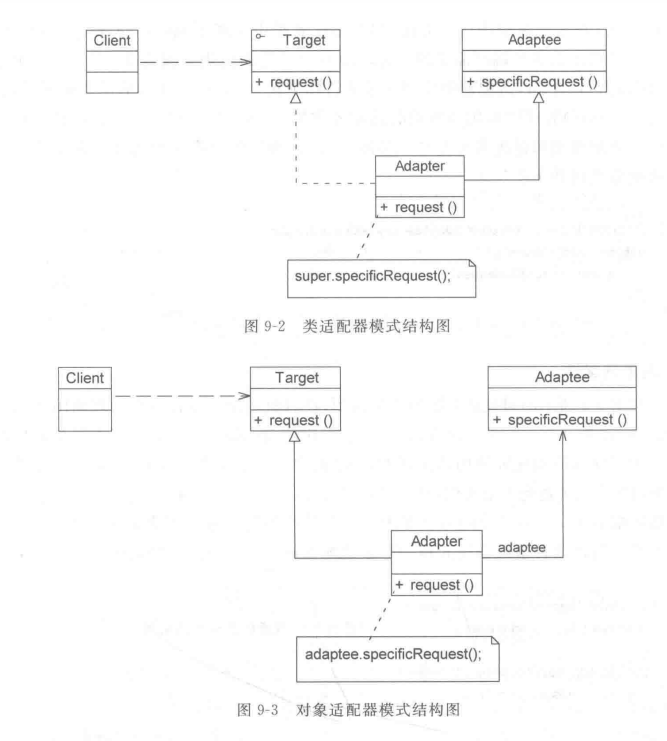 Client
Target
+ request ()
Adaptee
+ specificRequest ()
Adapter
+ request ()
super.specificRequest();
图 9-2 类适配器模式结构图
Client
Target
+ request ()
Adaptee
+ specificRequest ()
Adapter
+ request ()
adaptee
adaptee.specificRequest();
图 9-3 对象适配器模式结构图